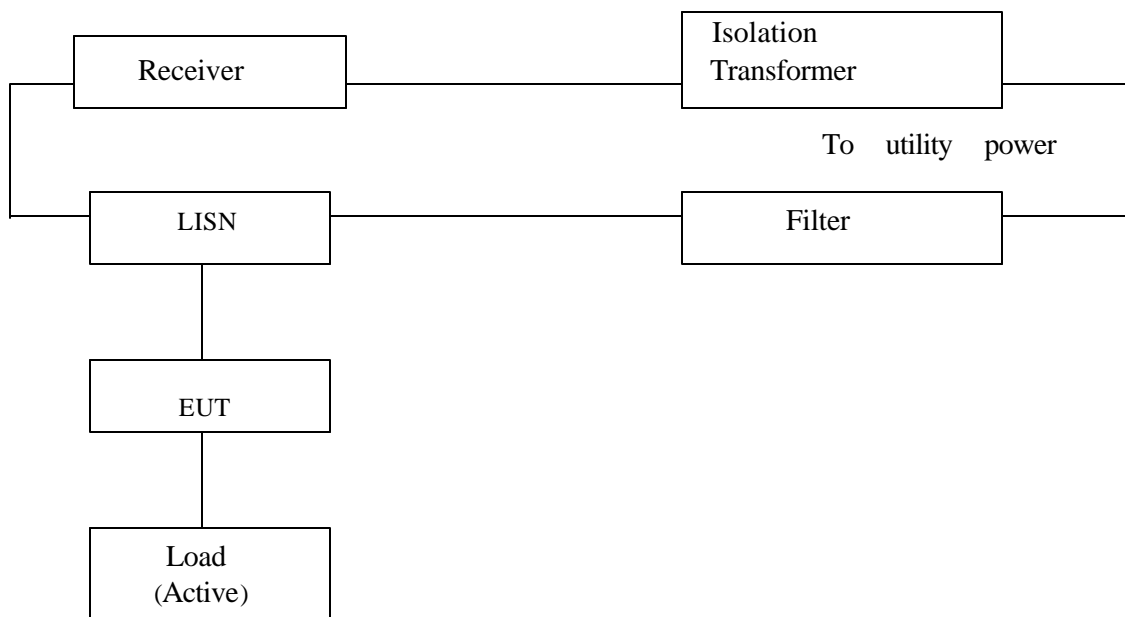 Isolation
Receiver
Transformer
To utility power
LISN
Filter
EUT
Load
(Active)